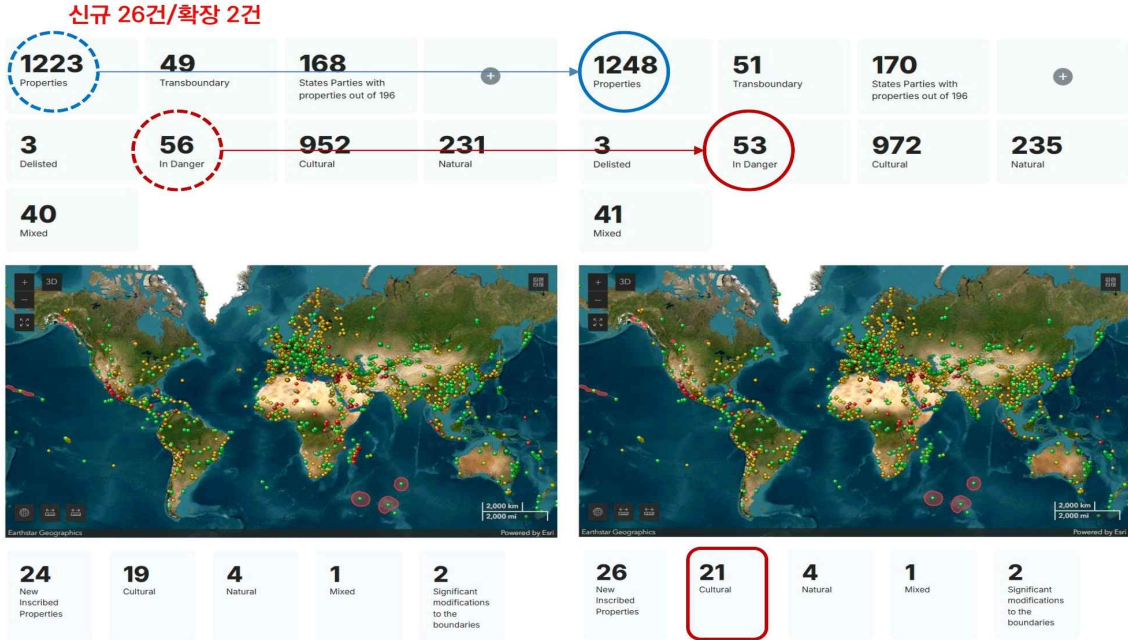 신규 26건/확장 2건
1223
Properties
49
Transboundary
168
States Parties with
properties out of 196
+
3
Delisted
56
In Danger
952
Cultural
231
Natural
40
Mixed
+
3D
−
2,000 km
2,000 mi
Earthstar Geographics
Powered by Esri
24
New
Inscribed
Properties
19
Cultural
4
Natural
1
Mixed
2
Significant
modifications
to the
boundaries
1248
Properties
51
Transboundary
170
States Parties with
properties out of 196
+
3
Delisted
53
In Danger
972
Cultural
235
Natural
41
Mixed
+
3D
−
2,000 km
2,000 mi
Earthstar Geographics
Powered by Esri
26
New
Inscribed
Properties
21
Cultural
4
Natural
1
Mixed
2
Significant
modifications
to the
boundaries